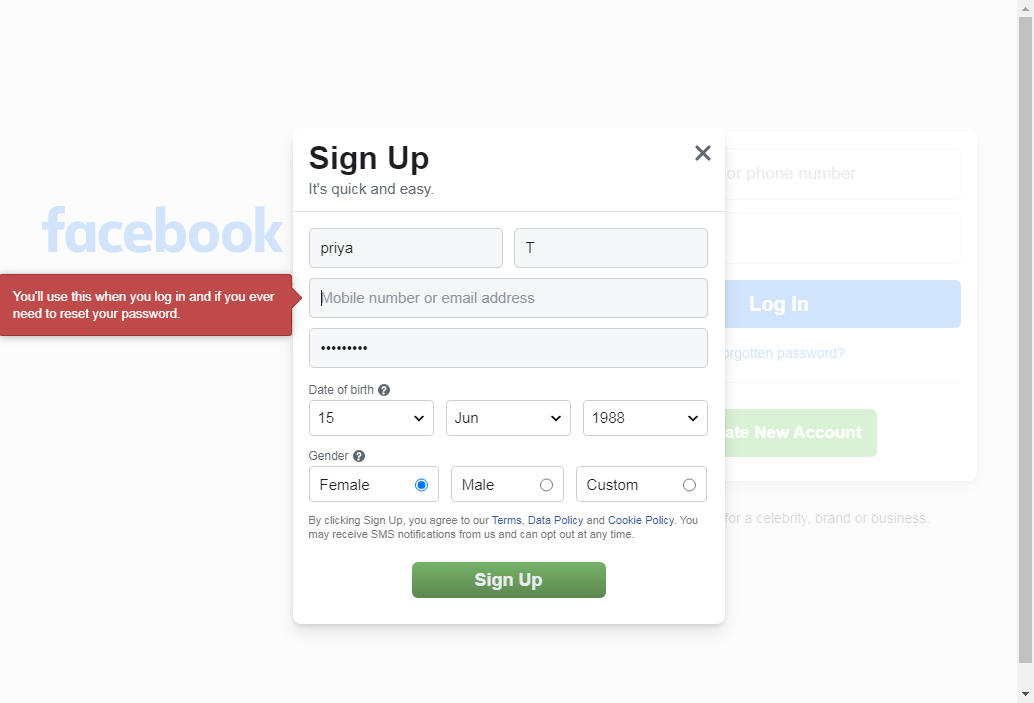 Sign Up
It's quick and easy.
facebook
priya
T
You'll use this when you log in and if you ever
need to reset your password.
Mobile number or email address
•••••••••
Date of birth ?
15
Jun
1988
Gender ?
Female
Male
Custom
By clicking Sign Up, you agree to our Terms, Data Policy and Cookie Policy. You
may receive SMS notifications from us and can opt out at any time.
Sign Up
or phone number
Log In
orgotten password?
ate New Account
for a celebrity, brand or business.